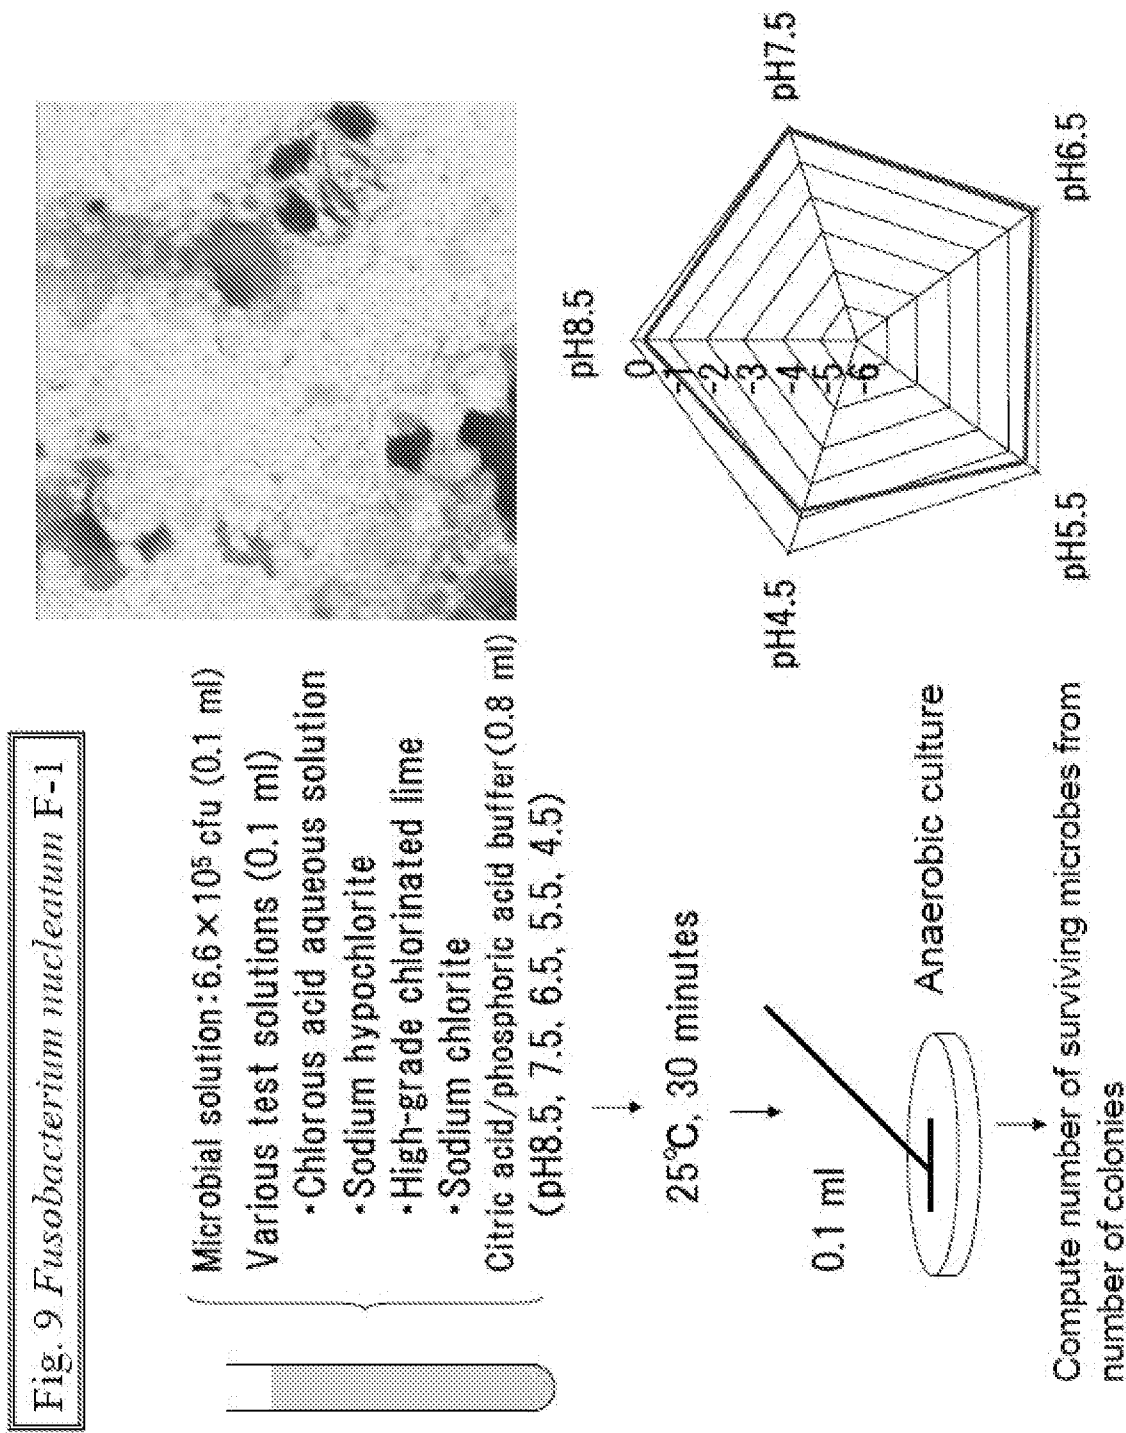 Fig. 9 Fusobacterium nucleatum F-1
Microbial solution:6.6×10⁵ cfu (0.1 ml)
Various test solutions (0.1 ml)
・Chlorous acid aqueous solution
・Sodium hypochlorite
・High-grade chlorinated lime
・Sodium chlorite
Citric acid/phosphoric acid buffer(0.8 ml)
(pH8.5, 7.5, 6.5, 5.5, 4.5)
25℃, 30 minutes
0.1 ml
Anaerobic culture
Compute number of surviving microbes from
number of colonies
pH8.5
0
-1
-2
-3
-4
-5
-6
pH7.5
pH6.5
pH5.5
pH4.5